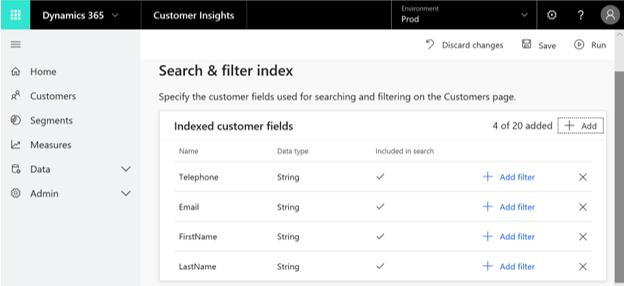 Dynamics 365 Customer Insights Environment
Prod ?
Discard changes Save Run
Home
Customers
Segments
Measures
Data
Admin
Search & filter index
Specify the customer fields used for searching and filtering on the Customers page.
Indexed customer fields 4 of 20 added + Add
Name Data type Included in search
Telephone String + Add filter
Email String + Add filter
FirstName String + Add filter
LastName String + Add filter